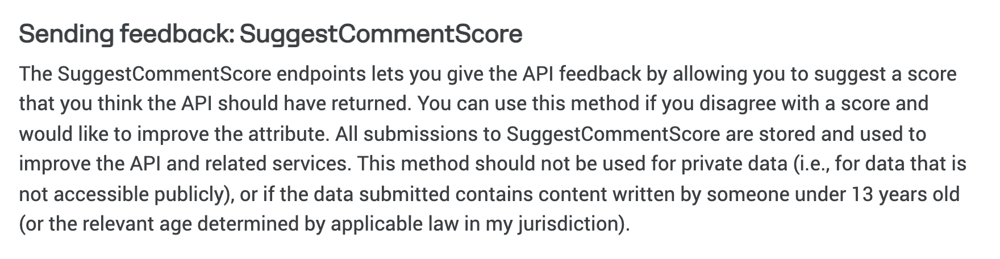 Sending feedback: SuggestCommentScore
The SuggestCommentScore endpoints lets you give the API feedback by allowing you to suggest a score
that you think the API should have returned. You can use this method if you disagree with a score and
would like to improve the attribute. All submissions to SuggestCommentScore are stored and used to
improve the API and related services. This method should not be used for private data (i.e., for data that is
not accessible publicly), or if the data submitted contains content written by someone under 13 years old
(or the relevant age determined by applicable law in my jurisdiction).